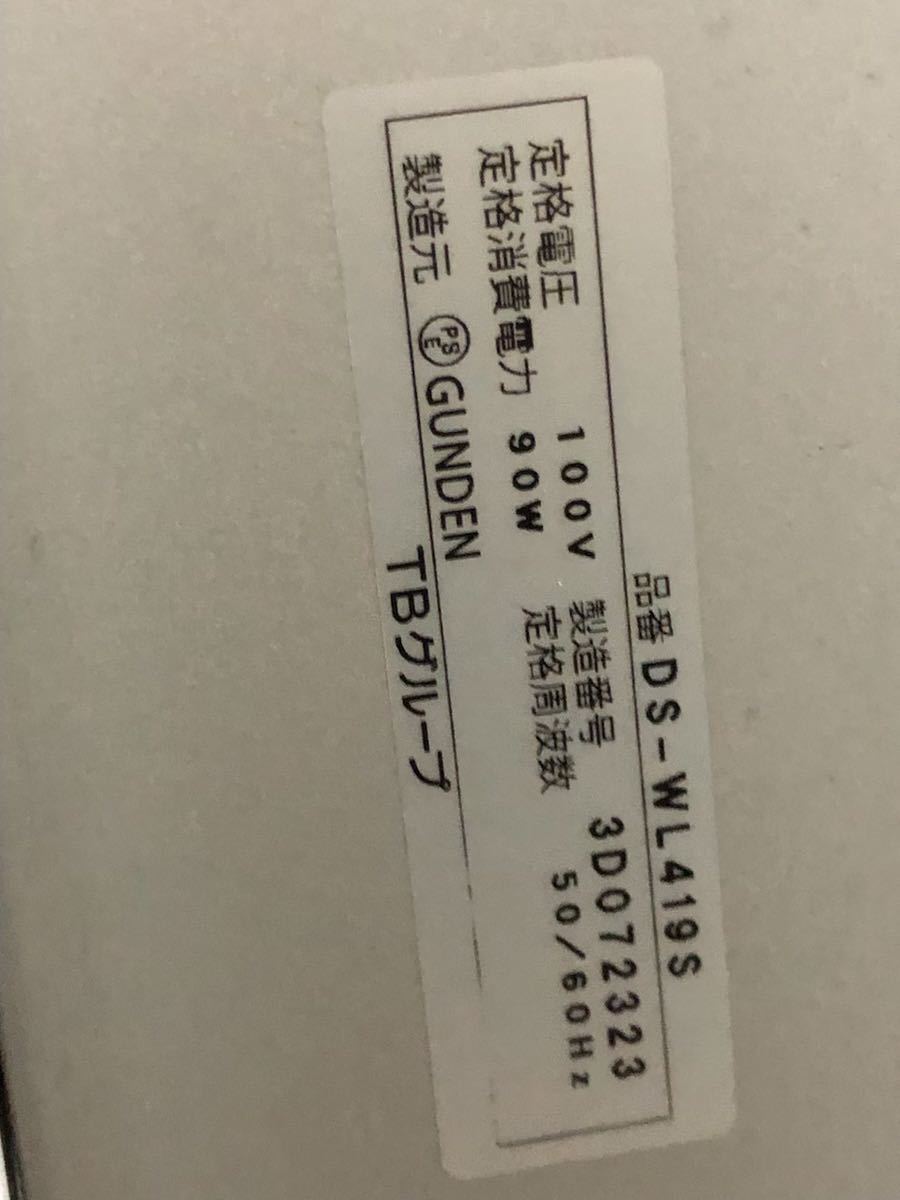 品番 DS-WL419S
定格電圧 100V 製造番号 3D072323
定格消費電力 90W 定格周波数 50/60Hz
製造元 PSE GUNDEN
TBグループ